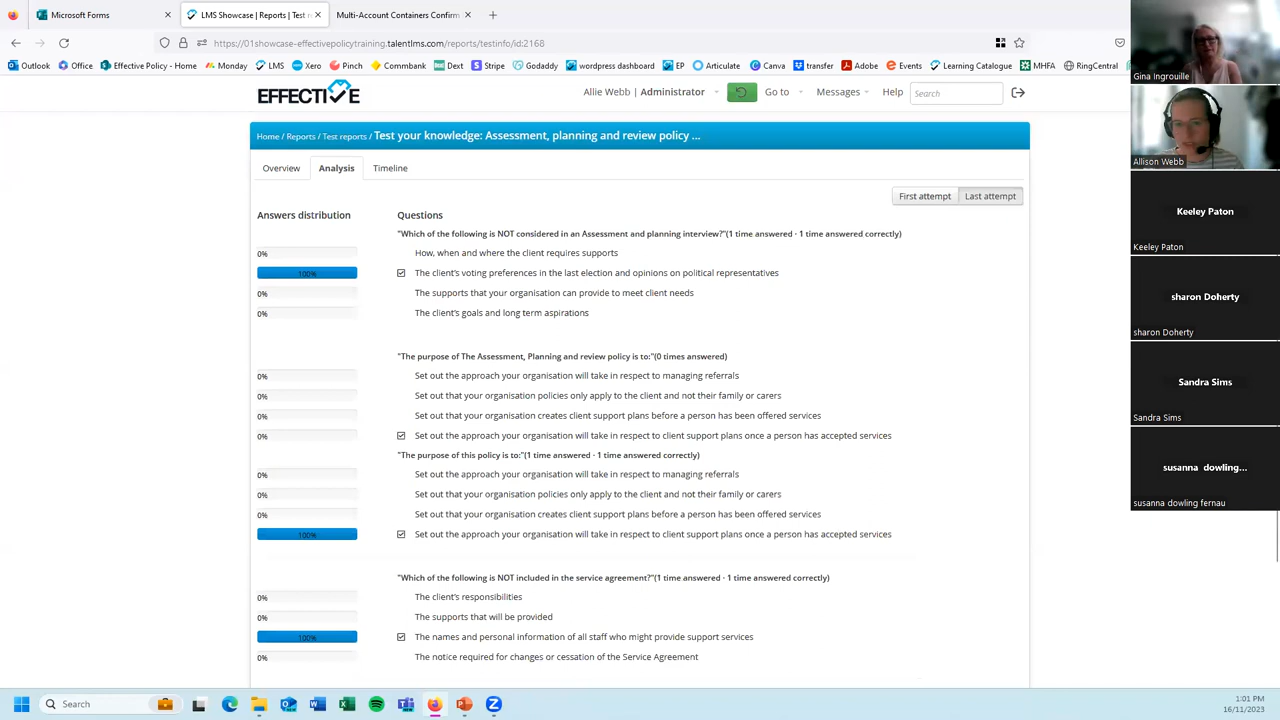 Microsoft Forms
LMS Showcase | Reports | Test r
Multi-Account Containers Confirm
https://01showcase-effectivepolicytraining.talentlms.com/reports/testinfo/id:2168
Outlook
Office
Effective Policy - Home
Monday
LMS
Xero
Pinch
Commbank
Dext
Stripe
Godaddy
wordpress dashboard
EP
Articulate
Canva
transfer
Adobe
Events
Learning Catalogue
MHFA
RingCentral
EFFECTIVE
Allie Webb | Administrator
Go to
Messages
Help
Search
Home / Reports / Test reports / Test your knowledge: Assessment, planning and review policy ...
Overview
Analysis
Timeline
First attempt
Last attempt
Answers distribution
Questions
"Which of the following is NOT considered in an Assessment and planning interview?"(1 time answered · 1 time answered correctly)
0% How, when and where the client requires supports
100% The client's voting preferences in the last election and opinions on political representatives
0% The supports that your organisation can provide to meet client needs
0% The client's goals and long term aspirations
"The purpose of The Assessment, Planning and review policy is to:"(0 times answered)
0% Set out the approach your organisation will take in respect to managing referrals
0% Set out that your organisation policies only apply to the client and not their family or carers
0% Set out that your organisation creates client support plans before a person has been offered services
0% Set out the approach your organisation will take in respect to client support plans once a person has accepted services
"The purpose of this policy is to:"(1 time answered · 1 time answered correctly)
0% Set out the approach your organisation will take in respect to managing referrals
0% Set out that your organisation policies only apply to the client and not their family or carers
0% Set out that your organisation creates client support plans before a person has been offered services
100% Set out the approach your organisation will take in respect to client support plans once a person has accepted services
"Which of the following is NOT included in the service agreement?"(1 time answered · 1 time answered correctly)
0% The client's responsibilities
0% The supports that will be provided
100% The names and personal information of all staff who might provide support services
0% The notice required for changes or cessation of the Service Agreement
Gina Ingrouille
Allison Webb
Keeley Paton
Keeley Paton
sharon Doherty
sharon Doherty
Sandra Sims
Sandra Sims
susanna dowling...
susanna dowling fernau
Search
1:01 PM
16/11/2023